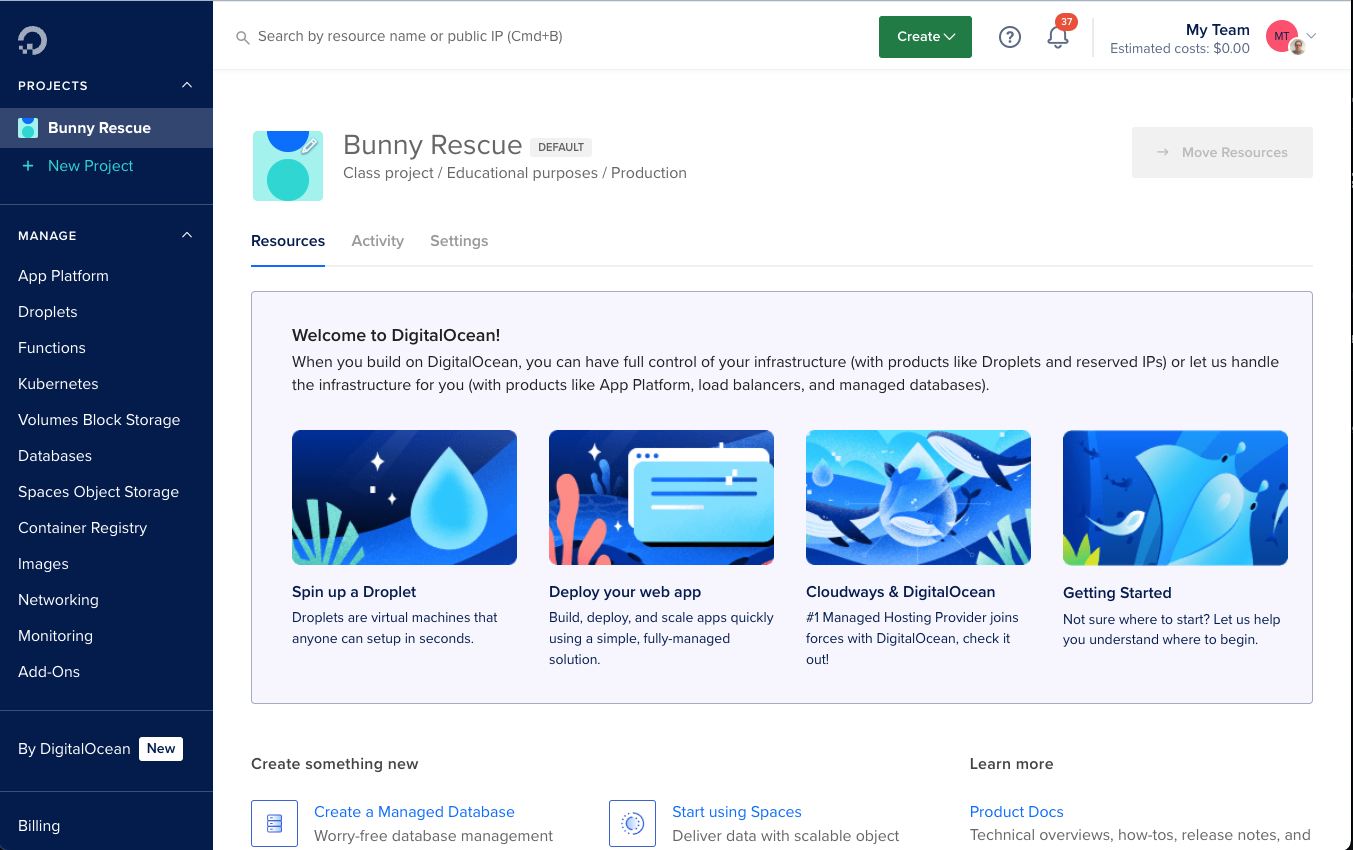 PROJECTS
Bunny Rescue
+ New Project
MANAGE
App Platform
Droplets
Functions
Kubernetes
Volumes Block Storage
Databases
Spaces Object Storage
Container Registry
Images
Networking
Monitoring
Add-Ons
By DigitalOcean New
Billing
Search by resource name or public IP (Cmd+B)
Create
?
37
My Team
Estimated costs: $0.00
MT
Bunny Rescue DEFAULT
Class project / Educational purposes / Production
→ Move Resources
Resources Activity Settings
Welcome to DigitalOcean!
When you build on DigitalOcean, you can have full control of your infrastructure (with products like Droplets and reserved IPs) or let us handle
the infrastructure for you (with products like App Platform, load balancers, and managed databases).
Spin up a Droplet
Droplets are virtual machines that
anyone can setup in seconds.
Deploy your web app
Build, deploy, and scale apps quickly
using a simple, fully-managed
solution.
Cloudways & DigitalOcean
#1 Managed Hosting Provider joins
forces with DigitalOcean, check it
out!
Getting Started
Not sure where to start? Let us help
you understand where to begin.
Create something new
Create a Managed Database
Worry-free database management
Start using Spaces
Deliver data with scalable object
Learn more
Product Docs
Technical overviews, how-tos, release notes, and